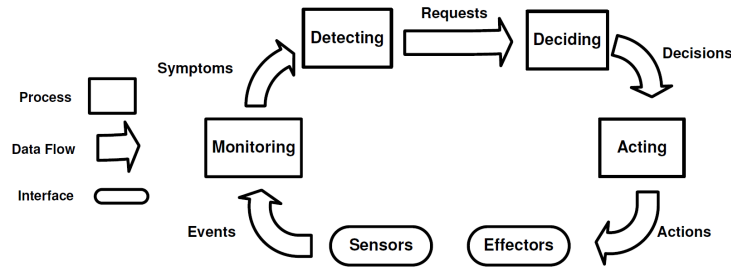 Process
Data Flow
Interface
Requests
Detecting
Deciding
Symptoms
Decisions
Monitoring
Acting
Events
Sensors
Effectors
Actions